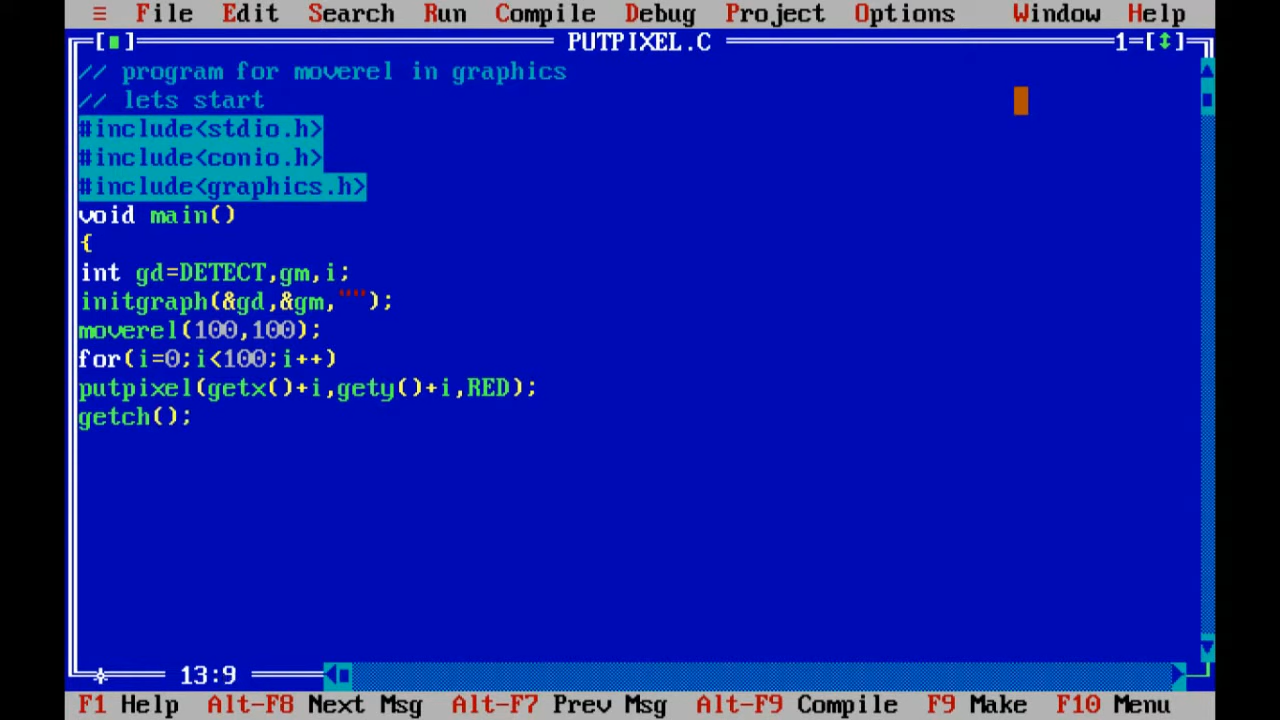 ≡ File Edit Search Run Compile Debug Project Options Window Help
[■] PUTPIXEL.C 1=[↕]
// program for moverel in graphics
// lets start
#include<stdio.h>
#include<conio.h>
#include<graphics.h>
void main()
{
int gd=DETECT,gm,i;
initgraph(&gd,&gm,"");
moverel(100,100);
for(i=0;i<100;i++)
putpixel(getx()+i,gety()+i,RED);
getch();
13:9
F1 Help Alt-F8 Next Msg Alt-F7 Prev Msg Alt-F9 Compile F9 Make F10 Menu